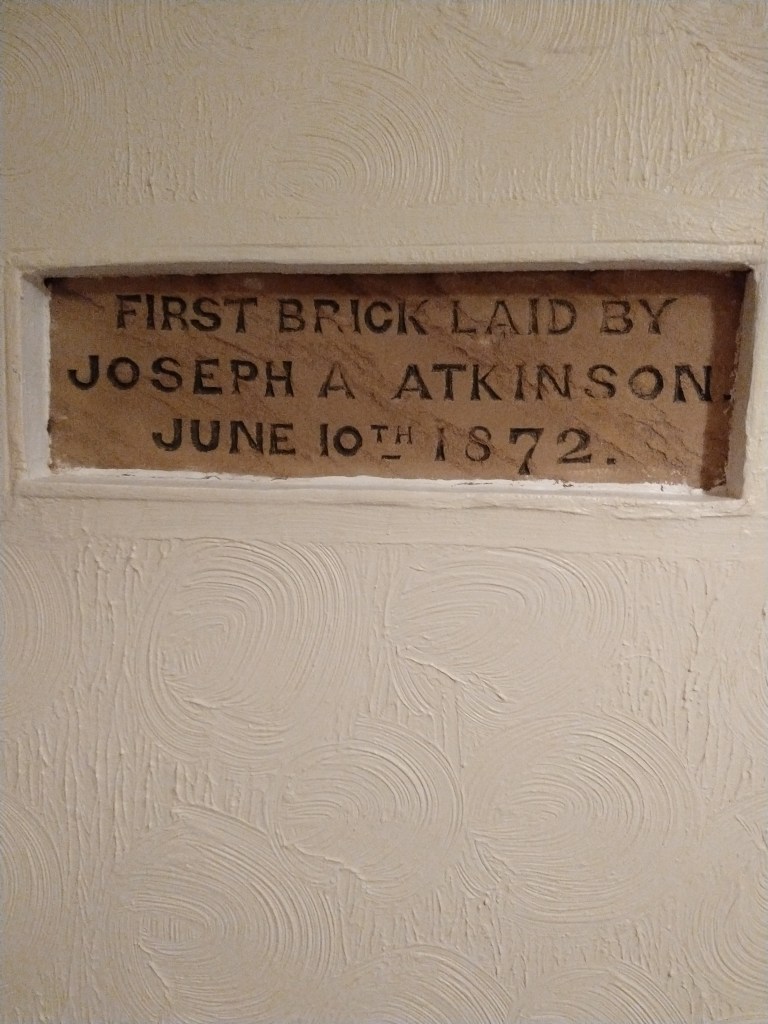 FIRST BRICK LAID BY
JOSEPH A ATKINSON.
JUNE 10TH 1872.